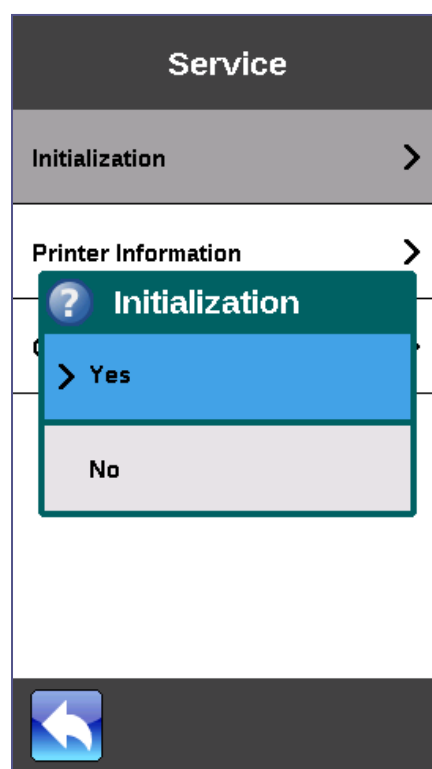 Service
Initialization
Printer Information
Initialization
Yes
No